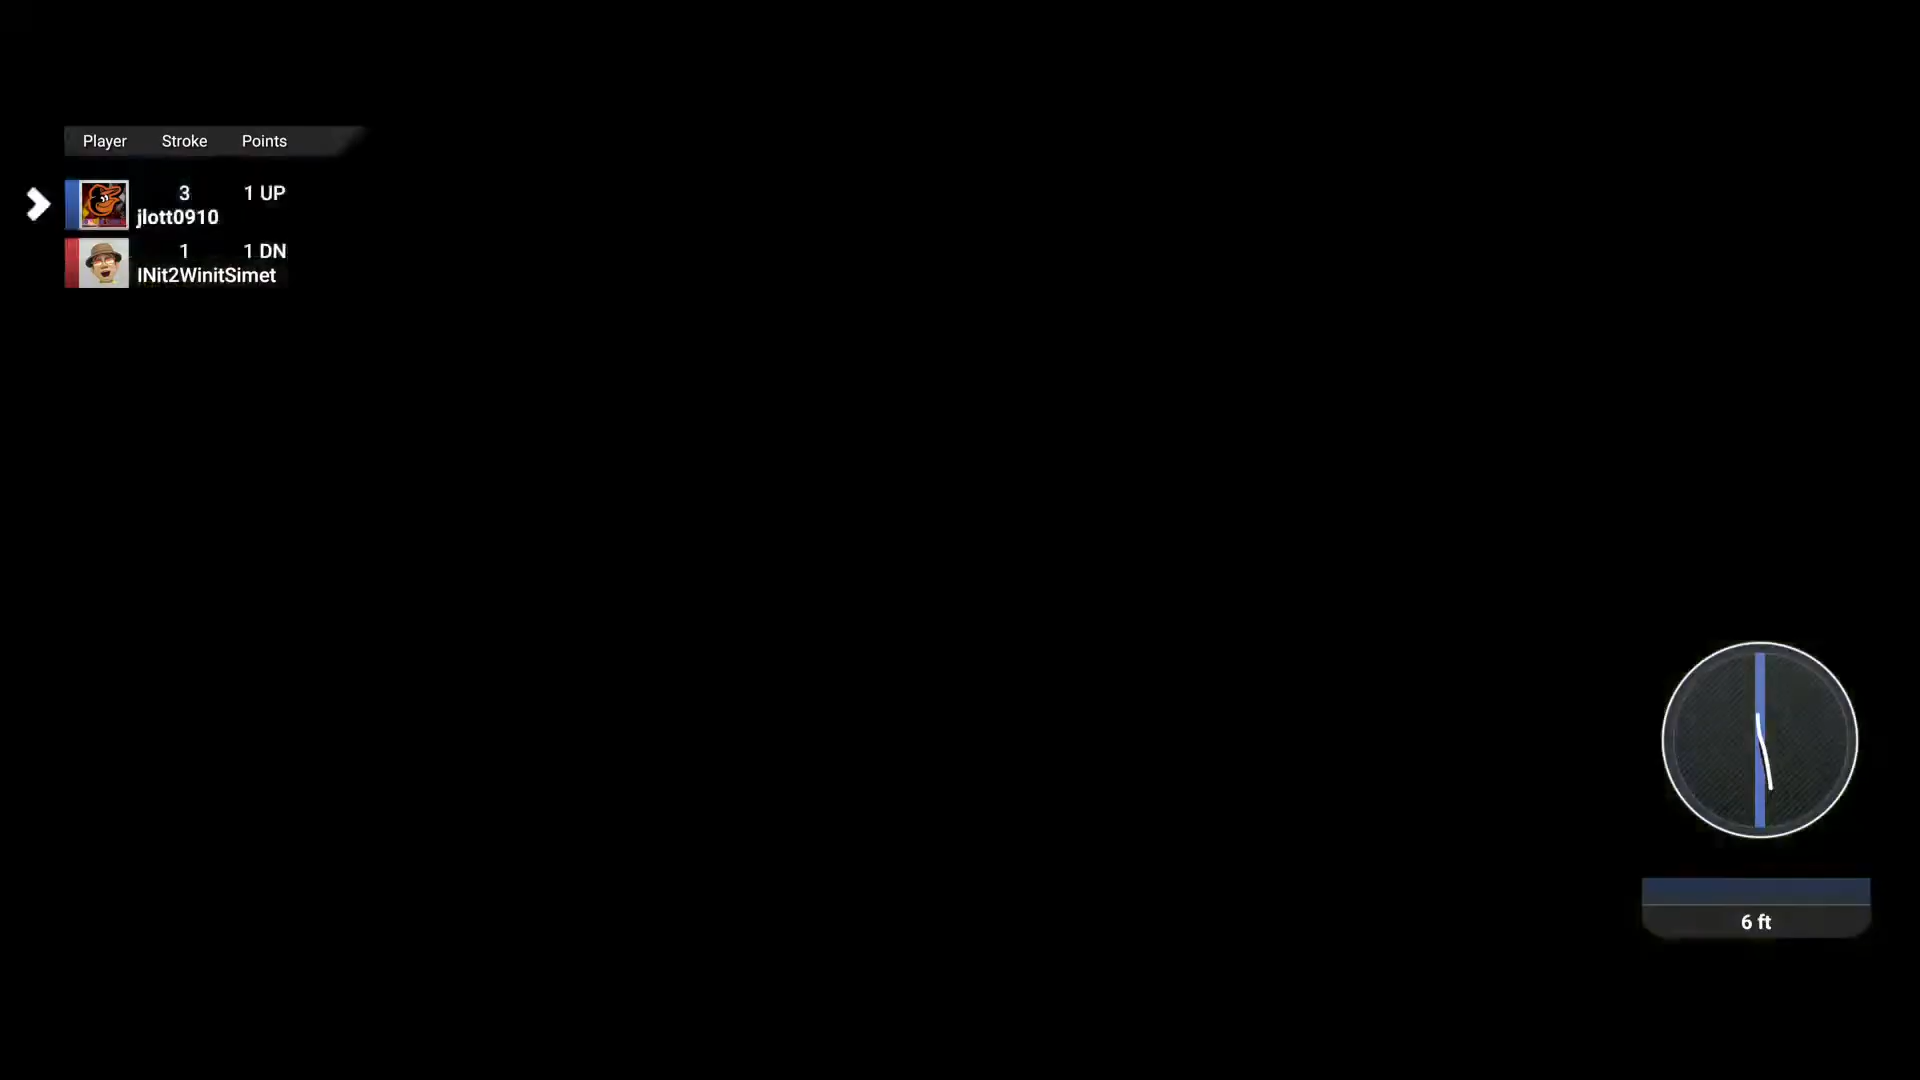 Player Stroke Points
3 1 UP
jlott0910
1 1 DN
INit2WinitSimet
6 ft